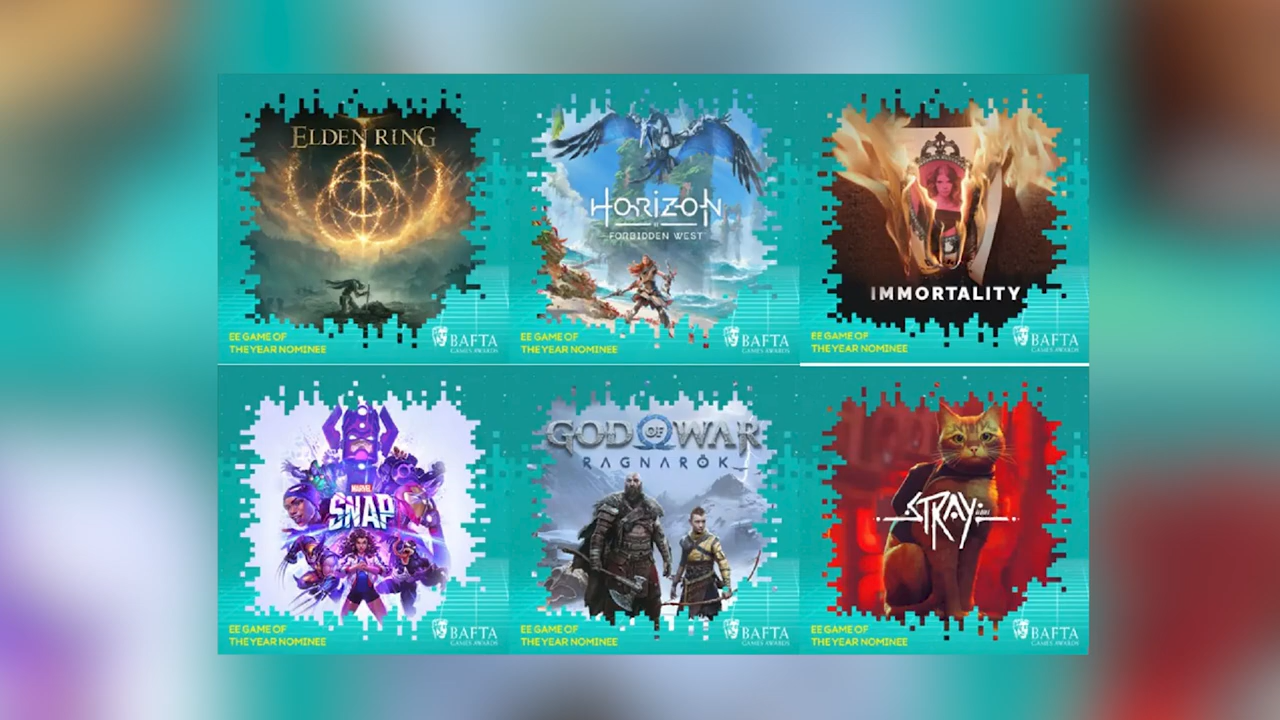 ELDEN RING
EE GAME OF
THE YEAR NOMINEE
BAFTA
GAMES AWARDS
HORIZON
FORBIDDEN WEST
EE GAME OF
THE YEAR NOMINEE
BAFTA
GAMES AWARDS
IMMORTALITY
EE GAME OF
THE YEAR NOMINEE
BAFTA
GAMES AWARDS
MARVEL
SNAP
EE GAME OF
THE YEAR NOMINEE
BAFTA
GAMES AWARDS
GOD OF WAR
RAGNARÖK
EE GAME OF
THE YEAR NOMINEE
BAFTA
GAMES AWARDS
STRAY
EE GAME OF
THE YEAR NOMINEE
BAFTA
GAMES AWARDS